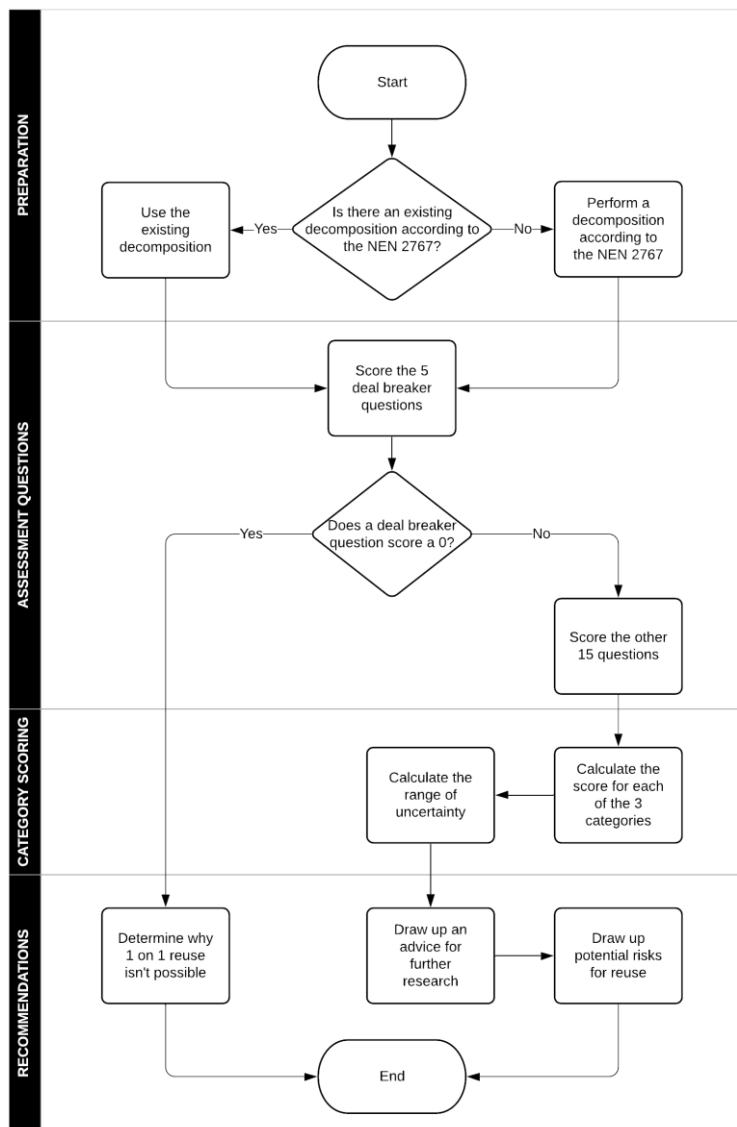 PREPARATION
Start
Is there an existing
decomposition according to
the NEN 2767?
Yes
No
Use the
existing
decomposition
Perform a
decomposition
according to
the NEN 2767
ASSESSMENT QUESTIONS
Score the 5
deal breaker
questions
Does a deal breaker
question score a 0?
Yes
No
Score the other
15 questions
CATEGORY SCORING
Calculate the
range of
uncertainty
Calculate the
score for each
of the 3
categories
RECOMMENDATIONS
Determine why
1 on 1 reuse
isn't possible
Draw up an
advice for
further
research
Draw up
potential risks
for reuse
End